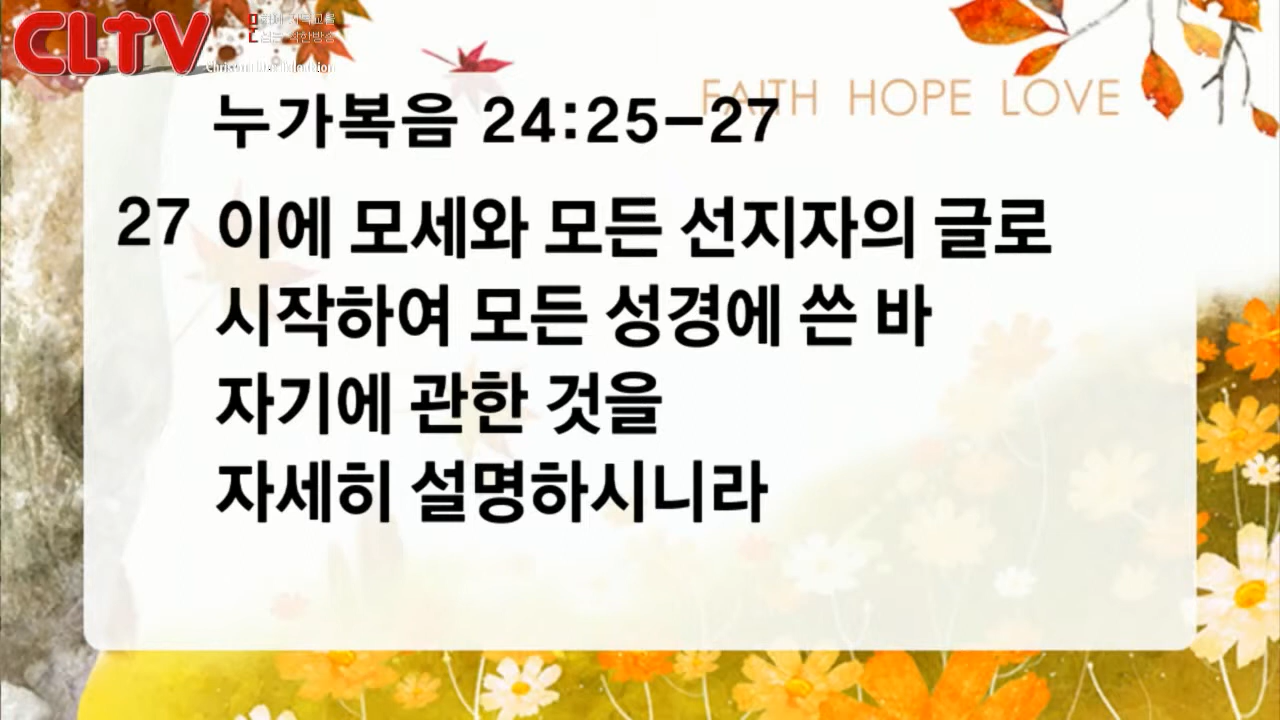 CLTV
FAITH HOPE LOVE
누가복음 24:25-27
27 이에 모세와 모든 선지자의 글로
시작하여 모든 성경에 쓴 바
자기에 관한 것을
자세히 설명하시니라